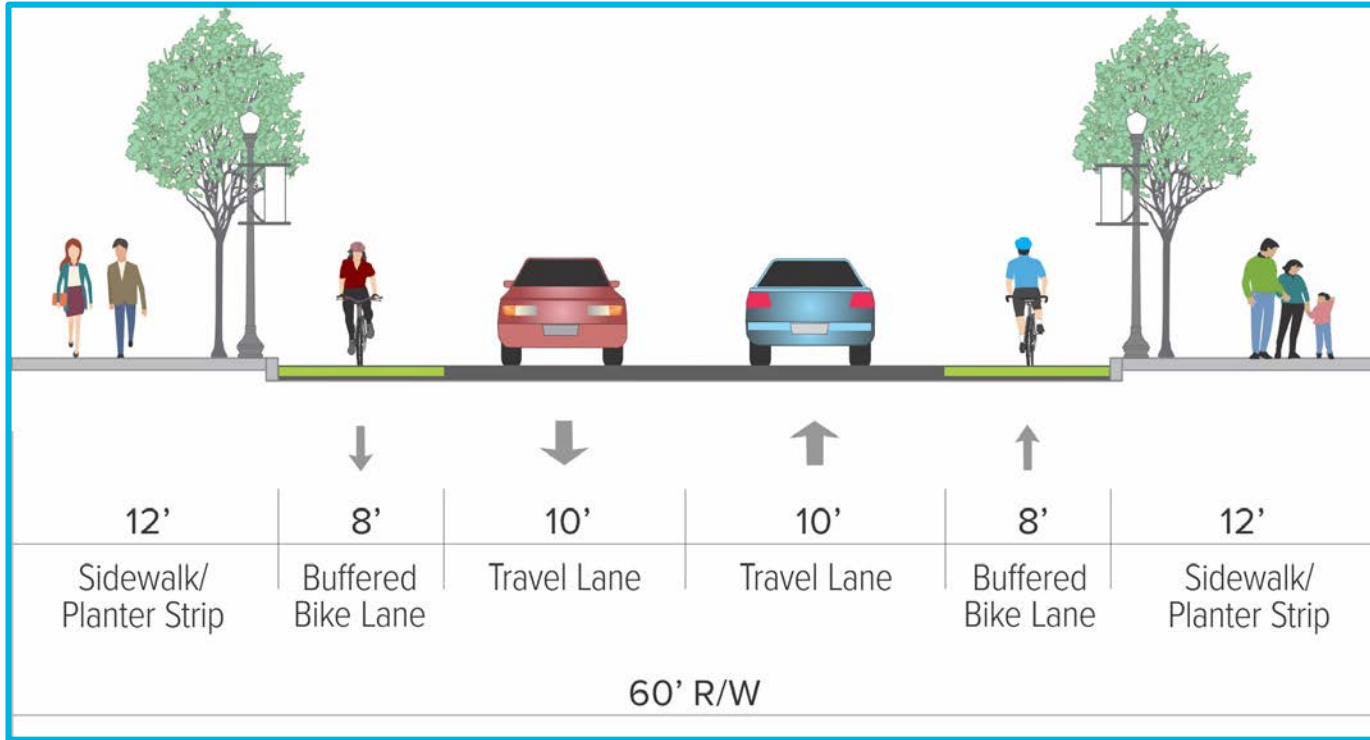 12’ 8’ 10’ 10’ 8’ 12’
Sidewalk/
Planter Strip
Buffered
Bike Lane
Travel Lane
Travel Lane
Buffered
Bike Lane
Sidewalk/
Planter Strip
60’ R/W